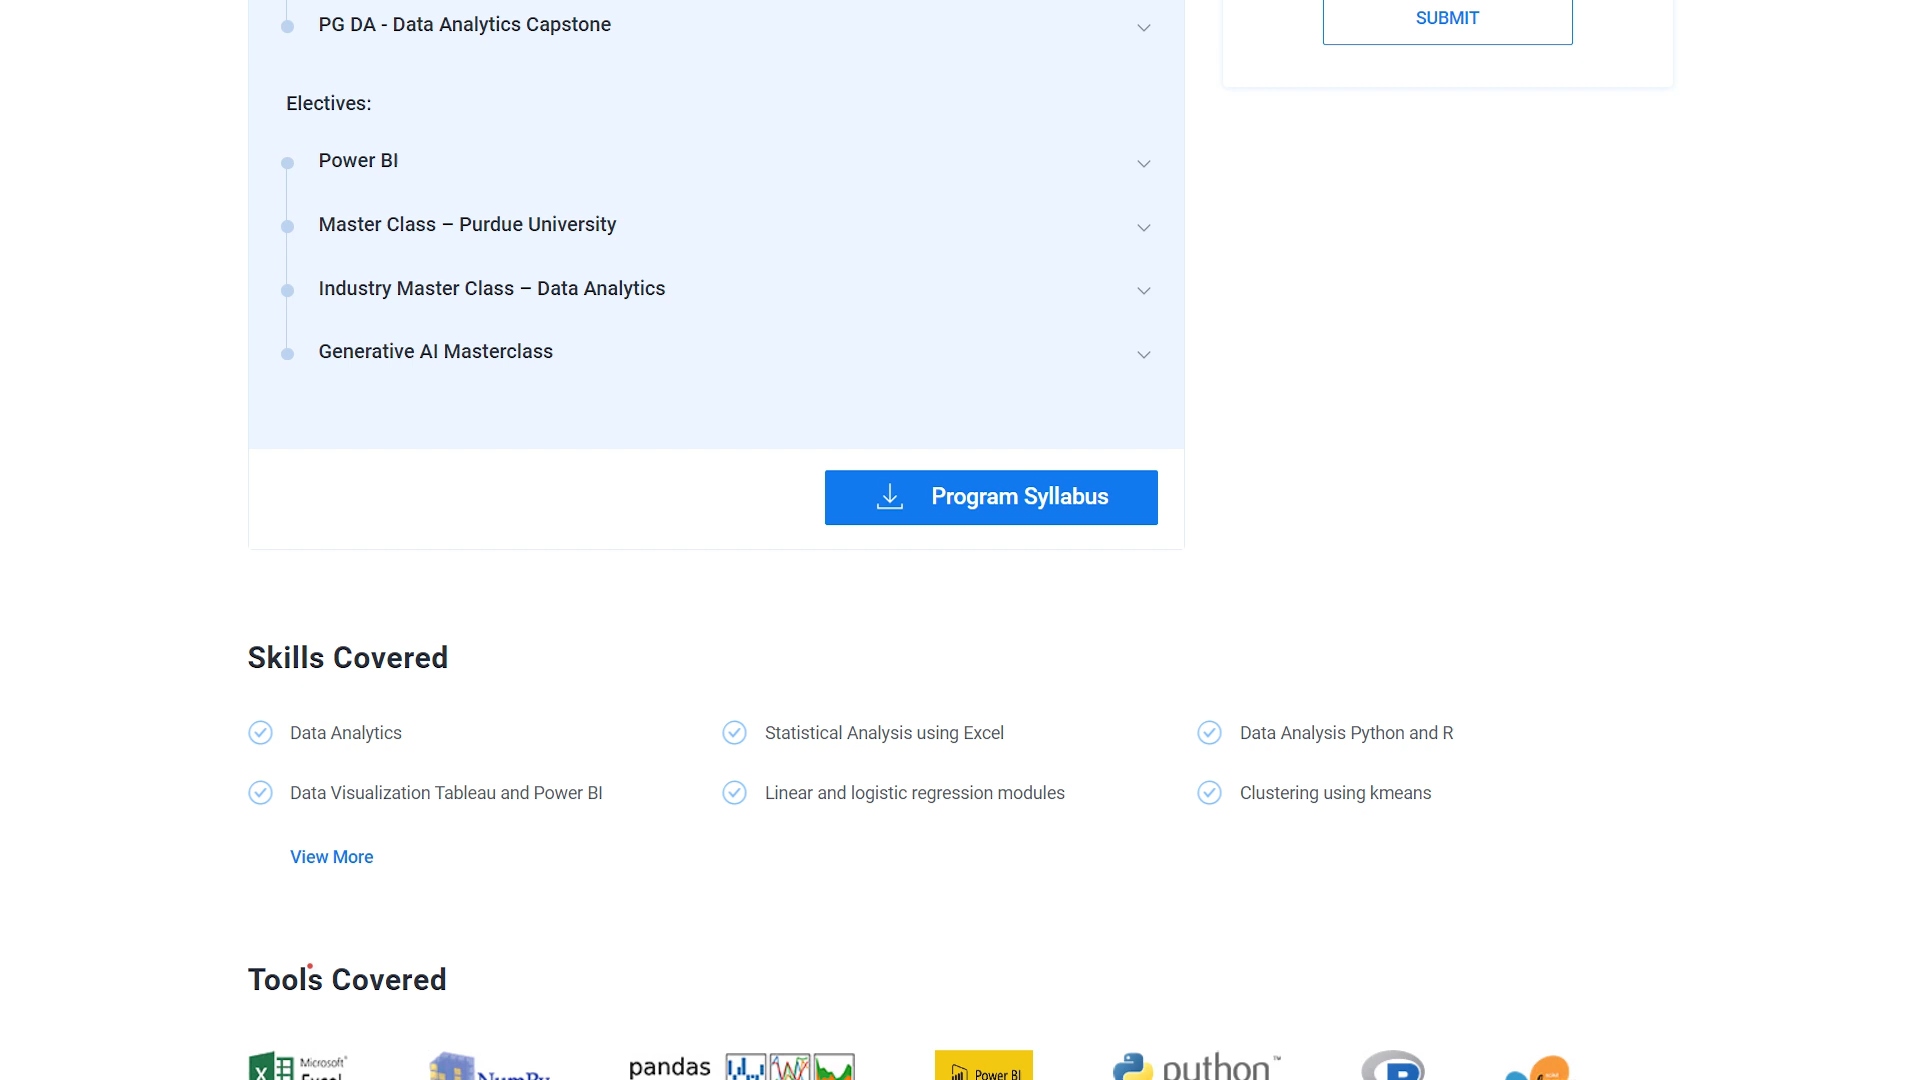 PG DA - Data Analytics Capstone
SUBMIT
Electives:
Power BI
Master Class – Purdue University
Industry Master Class – Data Analytics
Generative AI Masterclass
Program Syllabus
Skills Covered
Data Analytics
Statistical Analysis using Excel
Data Analysis Python and R
Data Visualization Tableau and Power BI
Linear and logistic regression modules
Clustering using kmeans
View More
Tools Covered
Microsoft
Excel
NumPy
pandas
Power BI
python™
R